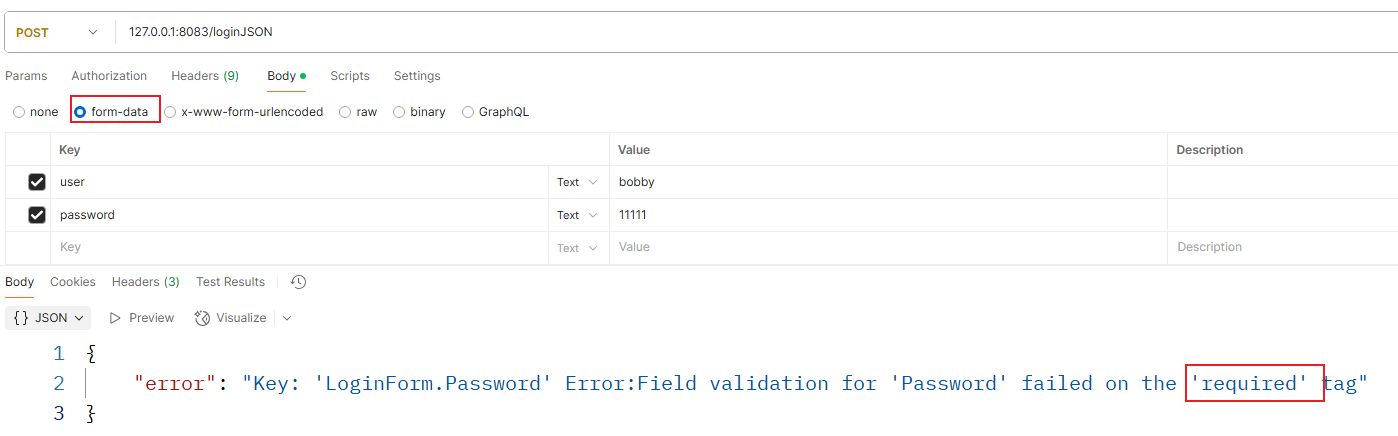 POST 127.0.0.1:8083/loginJSON
Params Authorization Headers (9) Body Scripts Settings
none form-data x-www-form-urlencoded raw binary GraphQL
Key Value Description
user Text bobby
password Text 11111
Key Text Value Description
Body Cookies Headers (3) Test Results
{} JSON Preview Visualize
1 {
2 "error": "Key: 'LoginForm.Password' Error:Field validation for 'Password' failed on the 'required' tag"
3 }